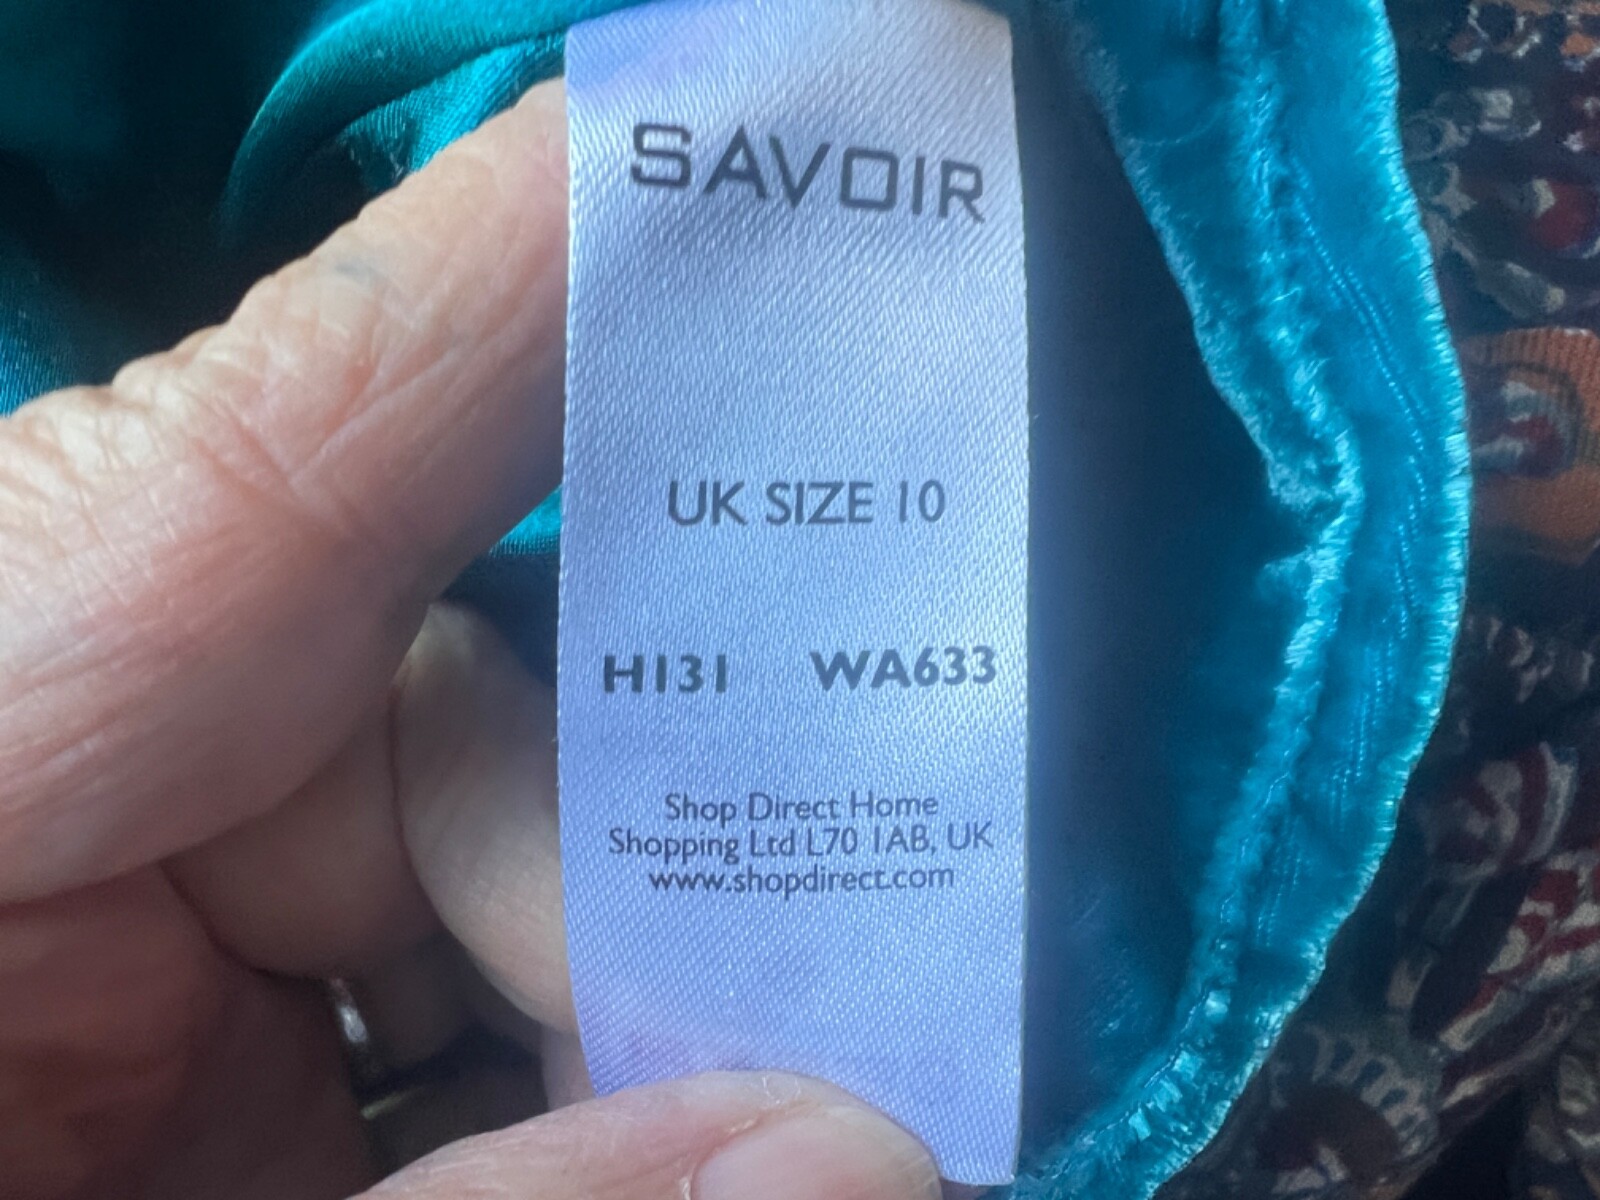 SAVOIR
UK SIZE 10
H131 WA633
Shop Direct Home
Shopping Ltd L70 1AB, UK
www.shopdirect.com